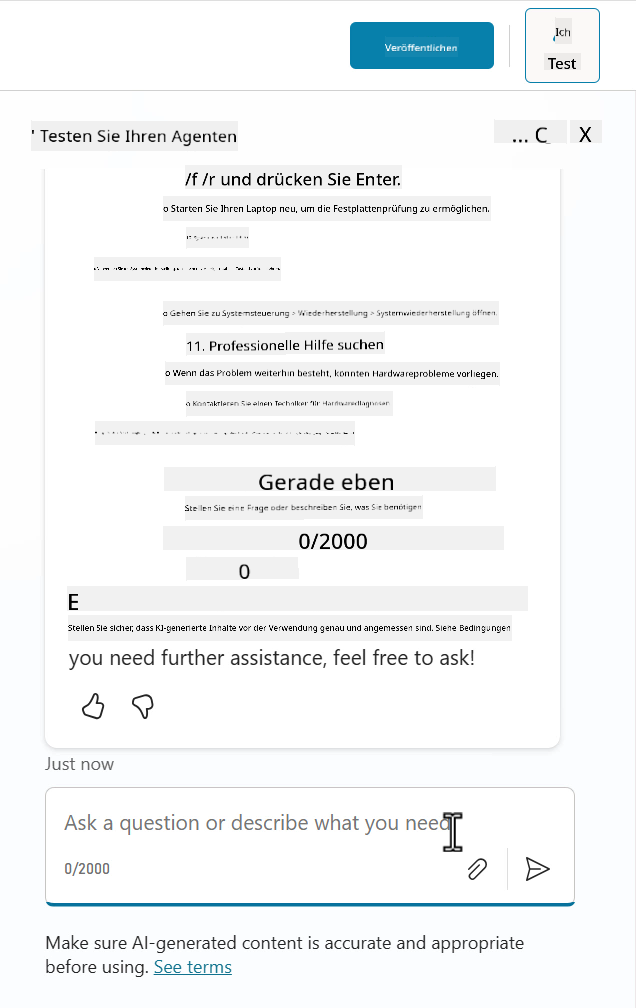 Veröffentlichen
Ich
Test
' Testen Sie Ihren Agenten
... C
X
/f /r und drücken Sie Enter.
o Starten Sie Ihren Laptop neu, um die Festplattenprüfung zu ermöglichen.
o Gehen Sie zu Systemsteuerung > Wiederherstellung > Systemwiederherstellung öffnen.
11. Professionelle Hilfe suchen
o Wenn das Problem weiterhin besteht, könnten Hardwareprobleme vorliegen.
o Kontaktieren Sie einen Techniker für Hardwarediagnosen.
Gerade eben
Stellen Sie eine Frage oder beschreiben Sie, was Sie benötigen
0/2000
0
E
Stellen Sie sicher, dass KI-generierte Inhalte vor der Verwendung genau und angemessen sind. Siehe Bedingungen
you need further assistance, feel free to ask!
Just now
Ask a question or describe what you need
0/2000
Make sure AI-generated content is accurate and appropriate
before using. See terms